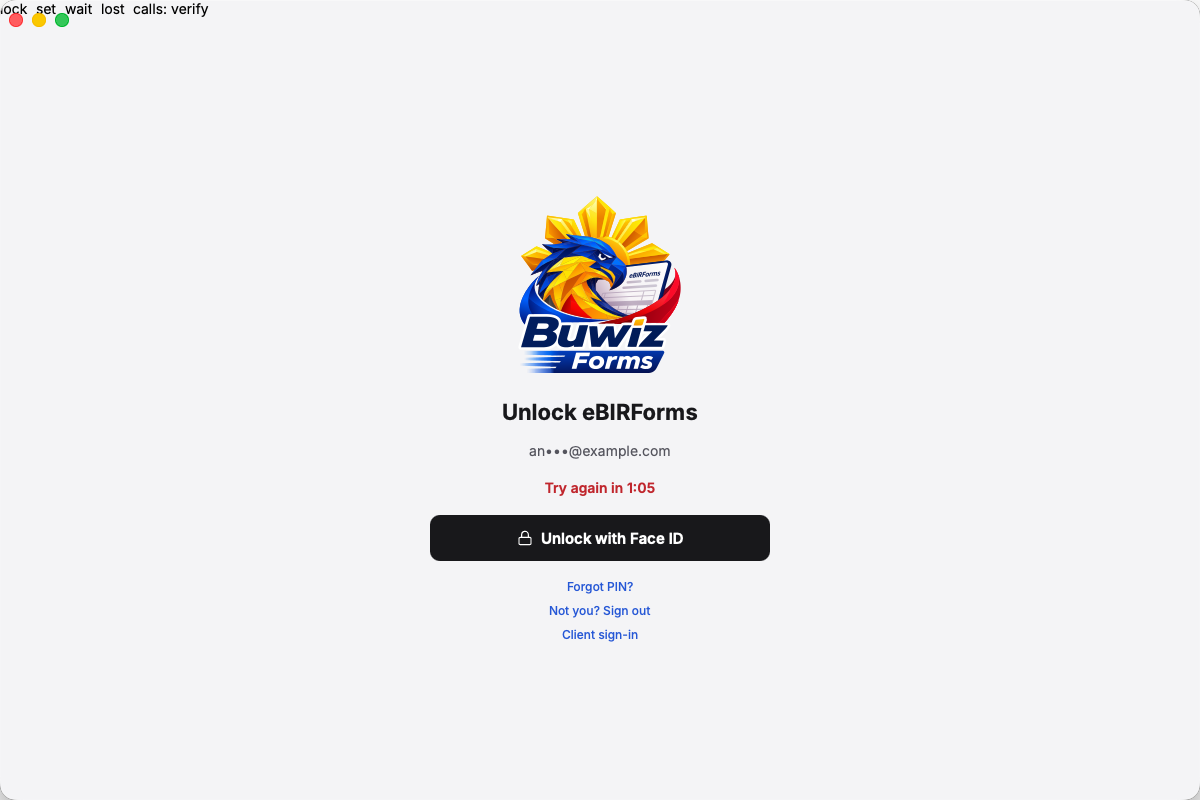 lock set wait lost calls: verify
eBIRForms
Buwiz
Forms
Unlock eBIRForms
an•••@example.com
Try again in 1:05
Unlock with Face ID
Forgot PIN?
Not you? Sign out
Client sign-in